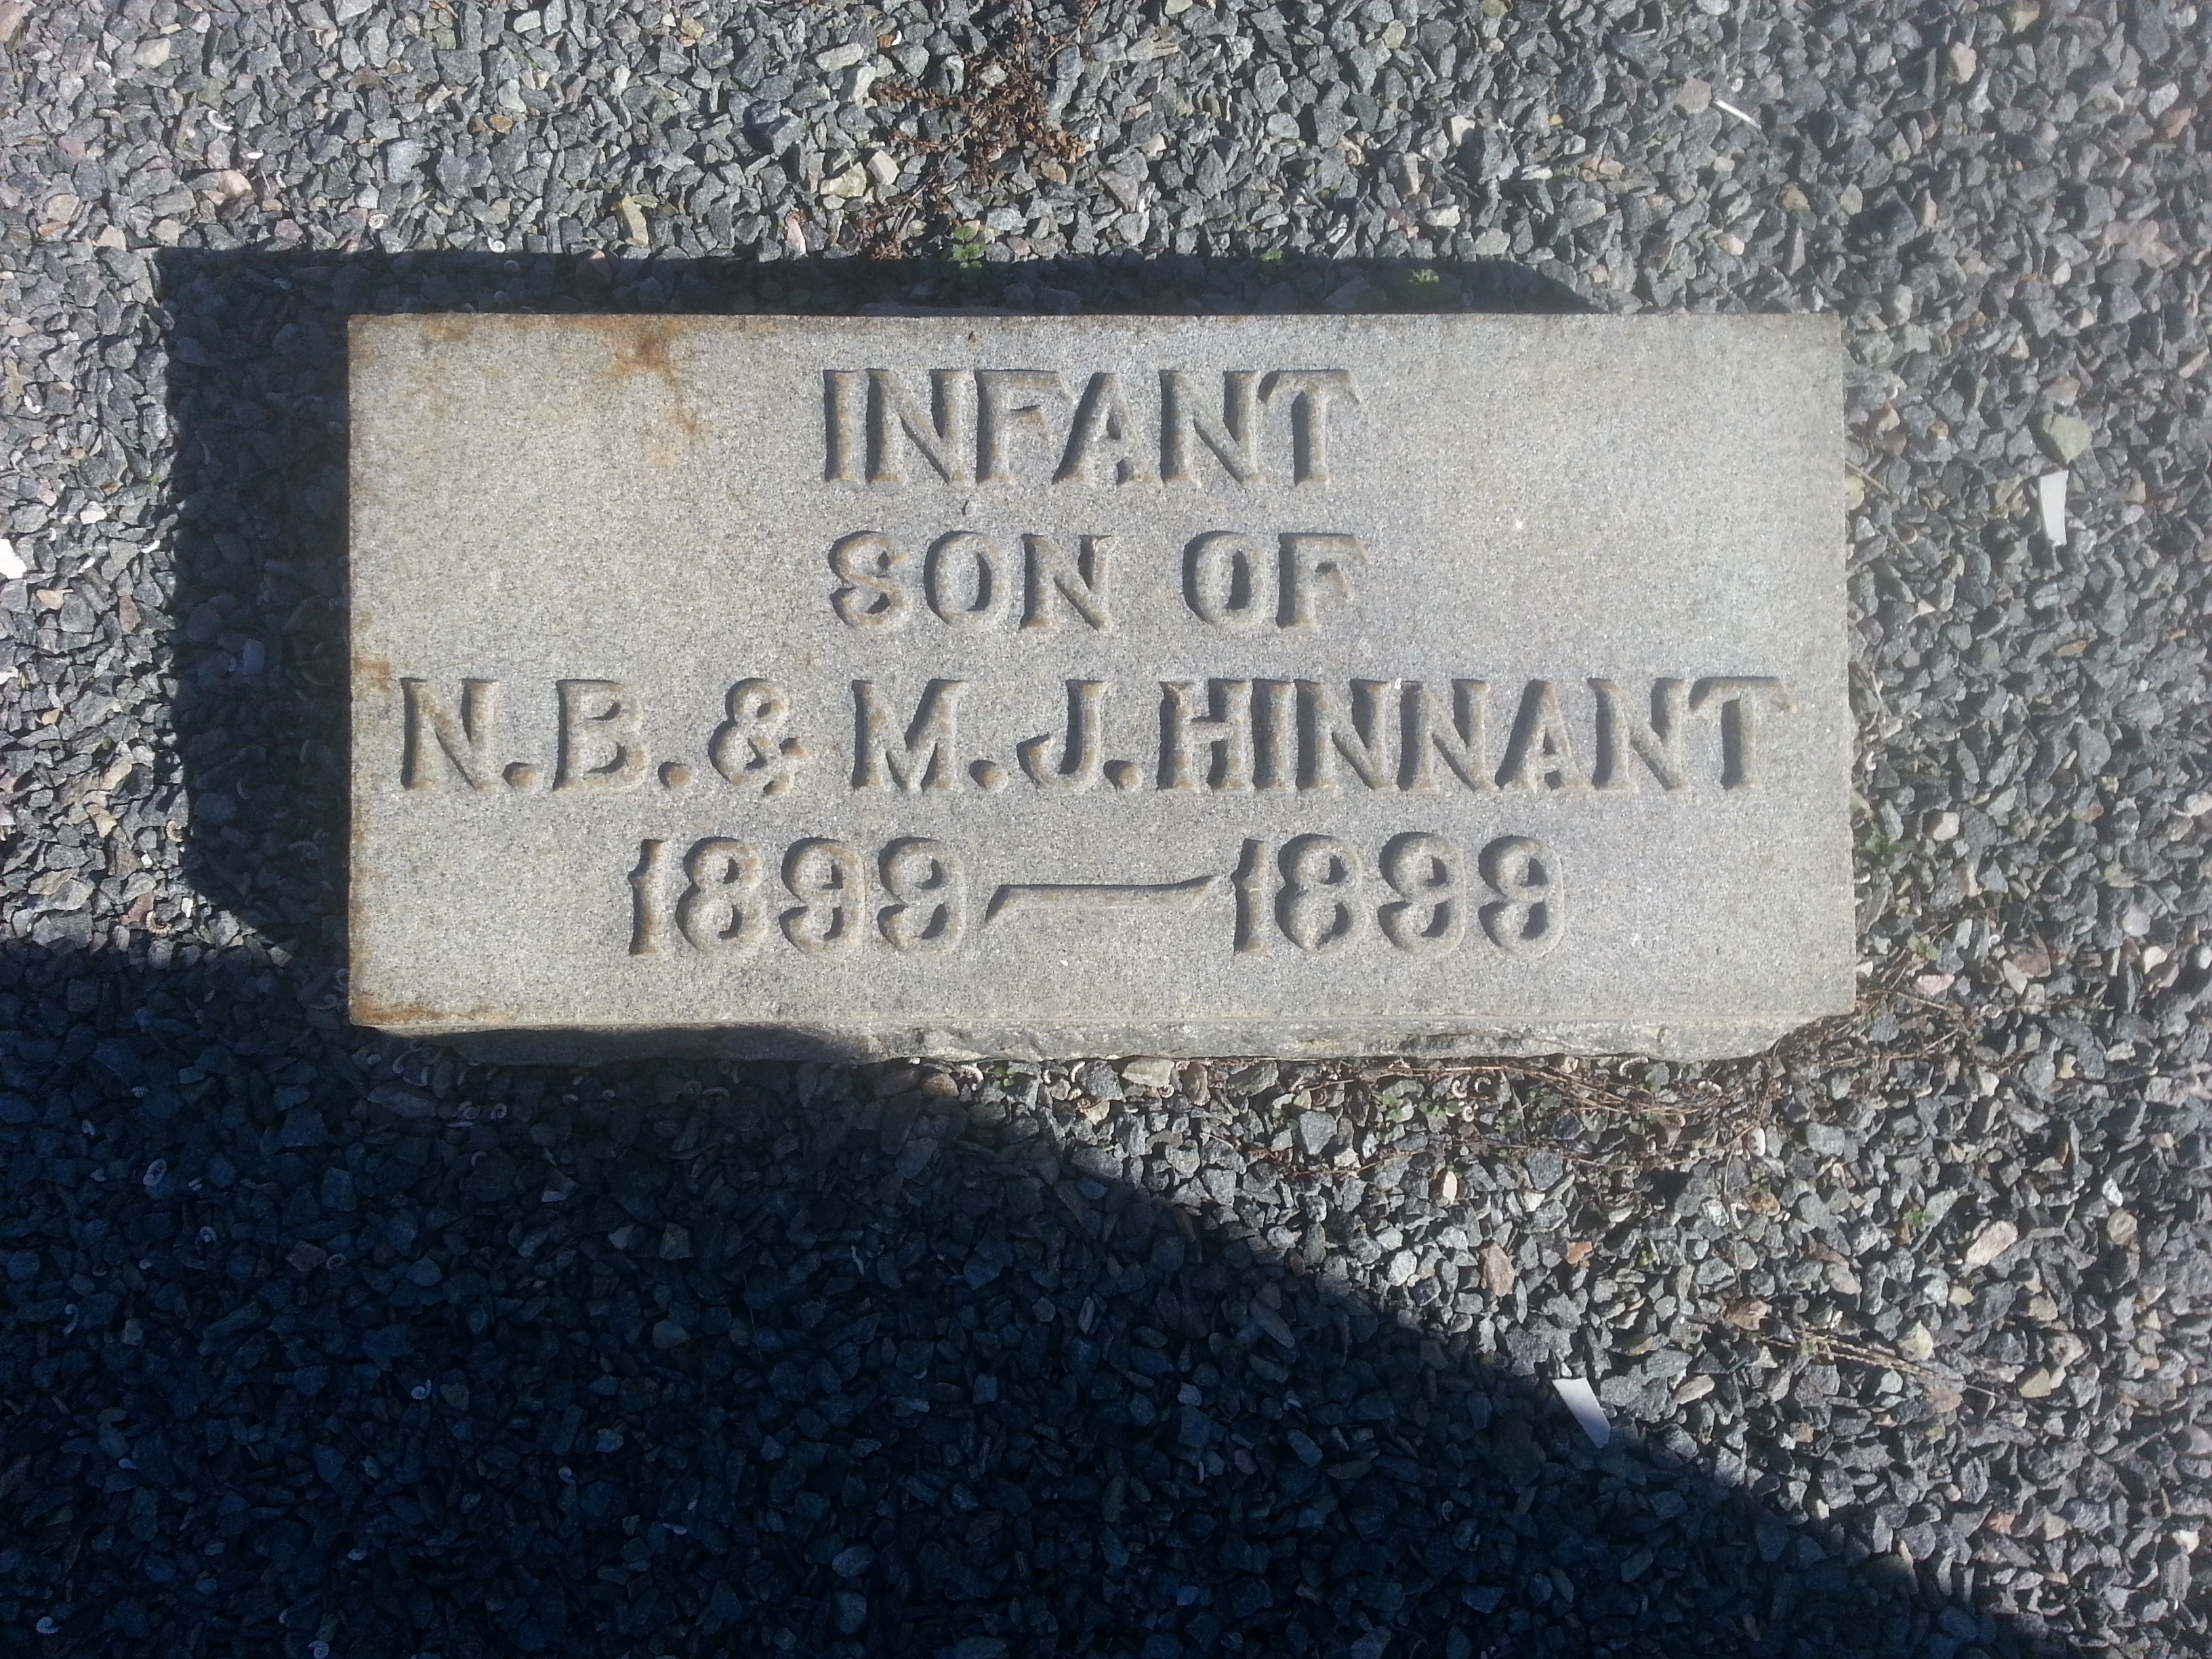 INFANT
SON OF
N.B. & M.J. HINNANT
1899—1899